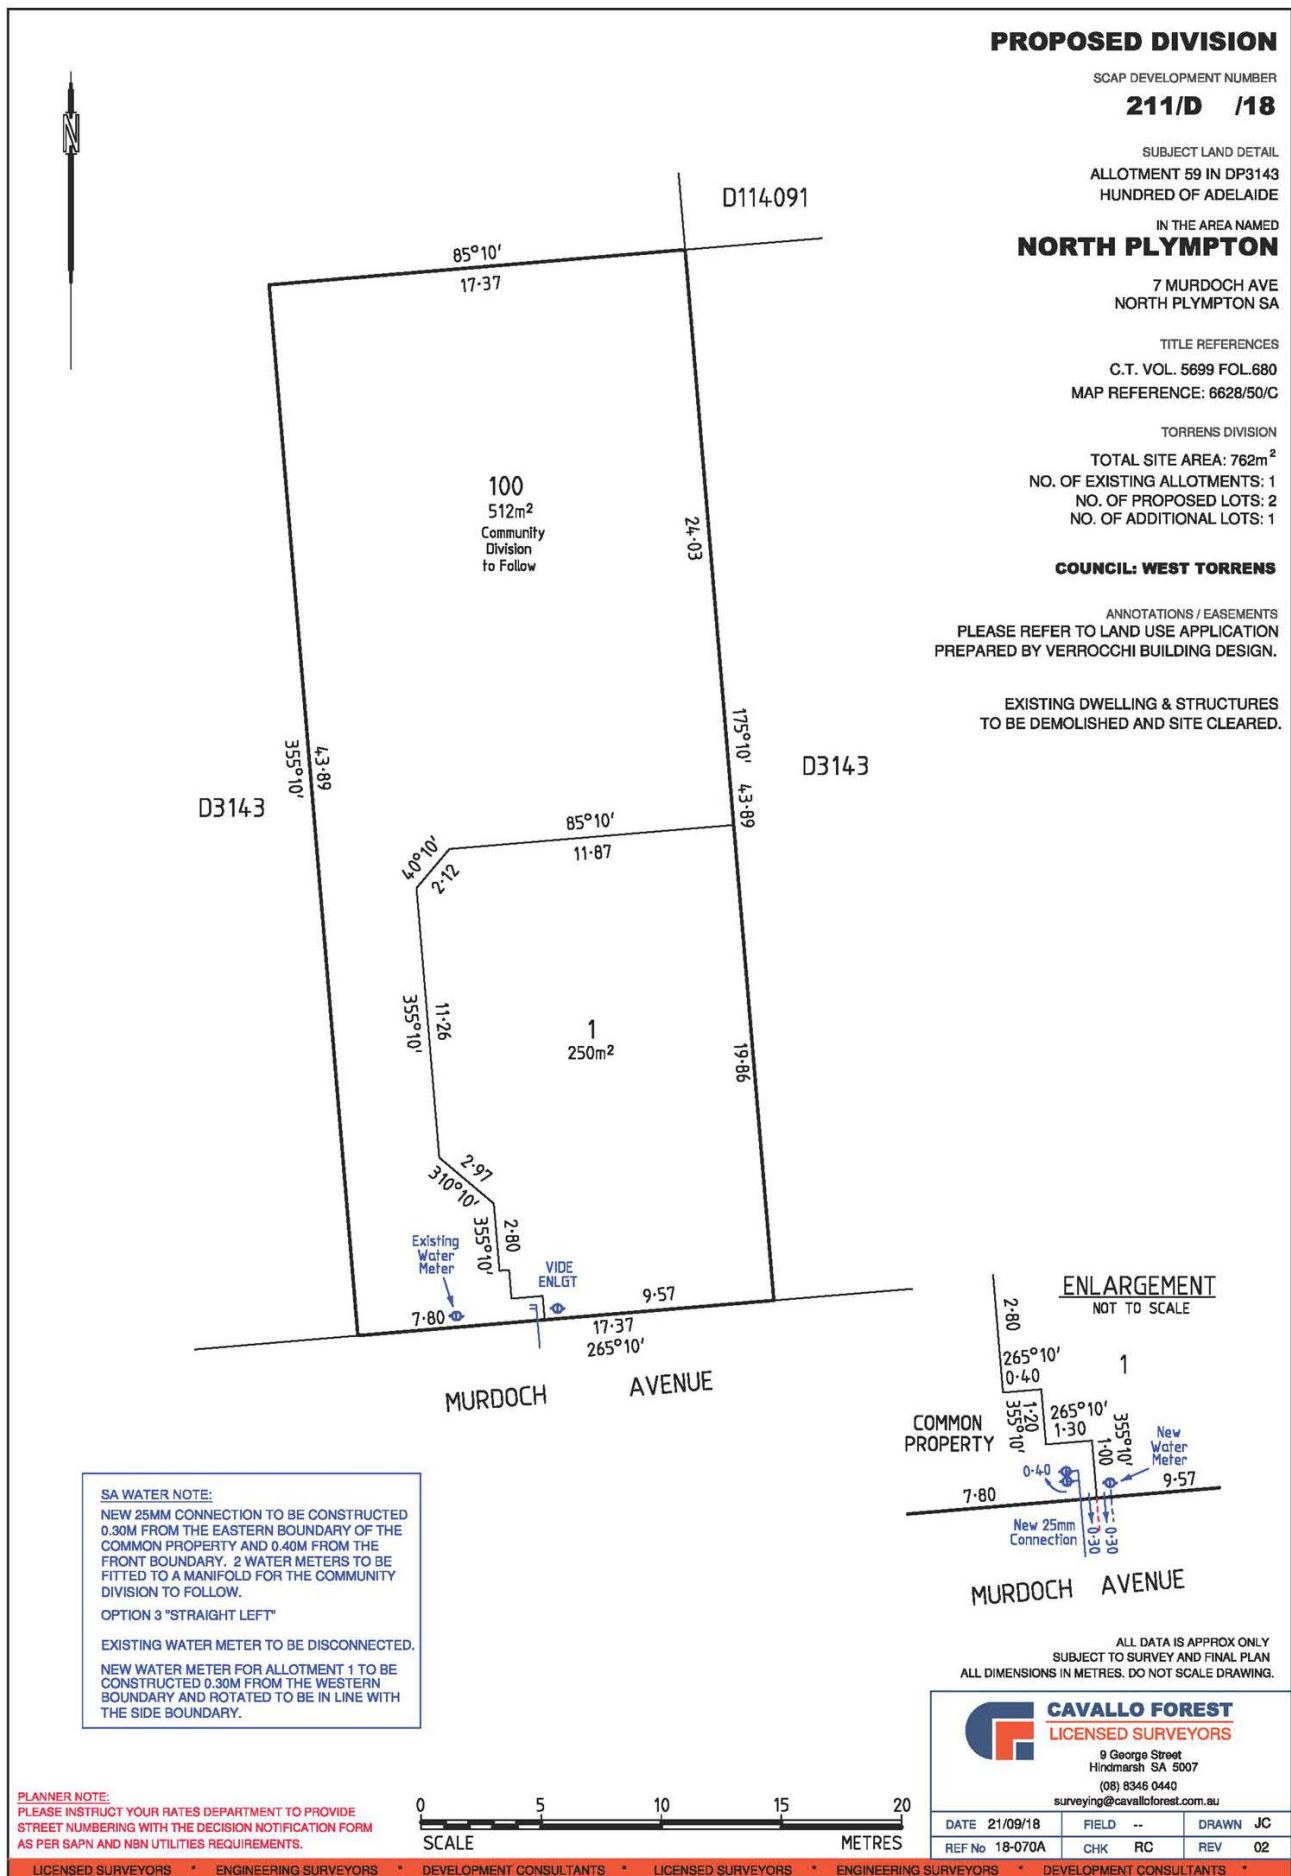 PROPOSED DIVISION
SCAP DEVELOPMENT NUMBER
211/D /18
SUBJECT LAND DETAIL
ALLOTMENT 59 IN DP3143
HUNDRED OF ADELAIDE
IN THE AREA NAMED
NORTH PLYMPTON
7 MURDOCH AVE
NORTH PLYMPTON SA
TITLE REFERENCES
C.T. VOL. 5699 FOL.680
MAP REFERENCE: 6628/50/C
TORRENS DIVISION
TOTAL SITE AREA: 762m²
NO. OF EXISTING ALLOTMENTS: 1
NO. OF PROPOSED LOTS: 2
NO. OF ADDITIONAL LOTS: 1
COUNCIL: WEST TORRENS
ANNOTATIONS / EASEMENTS
PLEASE REFER TO LAND USE APPLICATION
PREPARED BY VERROCCHI BUILDING DESIGN.
EXISTING DWELLING & STRUCTURES
TO BE DEMOLISHED AND SITE CLEARED.
N
D114091
85°10'
17·37
100
512m²
Community
Division
to Follow
24·03
175°10' 43·89
D3143
43·89
355°10'
D3143
85°10'
11·87
40°10'
2·12
11·26
355°10'
1
250m²
19·86
2·97
310°10'
2·80
355°10'
Existing
Water
Meter
VIDE
ENLGT
7·80
9·57
17·37
265°10'
MURDOCH AVENUE
ENLARGEMENT
NOT TO SCALE
2·80
265°10'
0·40
1
1·20
355°10'
265°10'
1·30
355°10'
1·00
COMMON
PROPERTY
New
Water
Meter
0·40
7·80
9·57
New 25mm
Connection
0·30
0·30
MURDOCH AVENUE
SA WATER NOTE:
NEW 25MM CONNECTION TO BE CONSTRUCTED
0.30M FROM THE EASTERN BOUNDARY OF THE
COMMON PROPERTY AND 0.40M FROM THE
FRONT BOUNDARY. 2 WATER METERS TO BE
FITTED TO A MANIFOLD FOR THE COMMUNITY
DIVISION TO FOLLOW.
OPTION 3 "STRAIGHT LEFT"
EXISTING WATER METER TO BE DISCONNECTED.
NEW WATER METER FOR ALLOTMENT 1 TO BE
CONSTRUCTED 0.30M FROM THE WESTERN
BOUNDARY AND ROTATED TO BE IN LINE WITH
THE SIDE BOUNDARY.
ALL DATA IS APPROX ONLY
SUBJECT TO SURVEY AND FINAL PLAN
ALL DIMENSIONS IN METRES. DO NOT SCALE DRAWING.
CAVALLO FOREST
LICENSED SURVEYORS
9 George Street
Hindmarsh SA 5007
(08) 8346 0440
surveying@cavalloforest.com.au
DATE 21/09/18 FIELD -- DRAWN JC
REF No 18-070A CHK RC REV 02
PLANNER NOTE:
PLEASE INSTRUCT YOUR RATES DEPARTMENT TO PROVIDE
STREET NUMBERING WITH THE DECISION NOTIFICATION FORM
AS PER SAPN AND NBN UTILITIES REQUIREMENTS.
0 5 10 15 20
SCALE METRES
LICENSED SURVEYORS * ENGINEERING SURVEYORS * DEVELOPMENT CONSULTANTS * LICENSED SURVEYORS * ENGINEERING SURVEYORS * DEVELOPMENT CONSULTANTS *